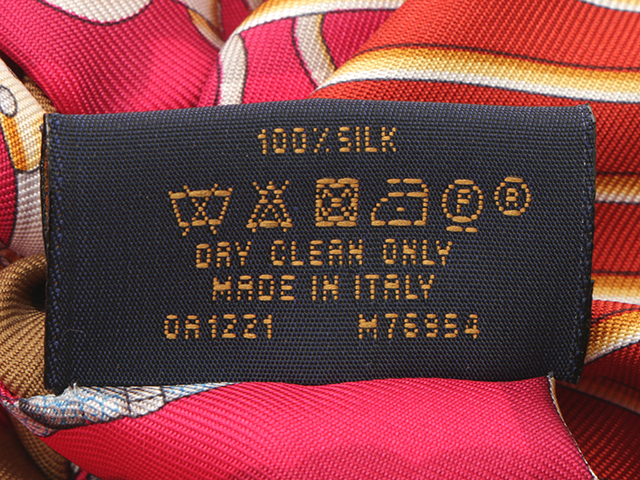 100% SILK
F R
DRY CLEAN ONLY
MADE IN ITALY
OA1221 M76954